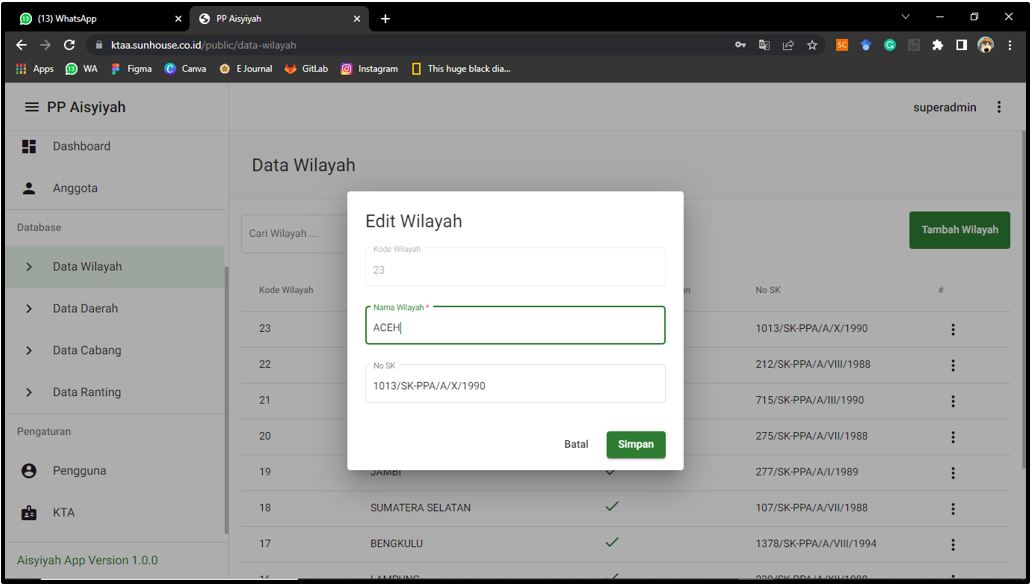 (13) WhatsApp
PP Aisyiyah
ktaa.sunhouse.co.id/public/data-wilayah
Apps WA Figma Canva E Journal GitLab Instagram This huge black dia...
PP Aisyiyah
superadmin
Dashboard
Anggota
Database
Data Wilayah
Data Daerah
Data Cabang
Data Ranting
Pengaturan
Pengguna
KTA
Aisyiyah App Version 1.0.0
Data Wilayah
Cari Wilayah ...
Tambah Wilayah
Kode Wilayah No SK #
23 1013/SK-PPA/A/X/1990
22 212/SK-PPA/A/VIII/1988
21 715/SK-PPA/A/III/1990
20 275/SK-PPA/A/VII/1988
19 JAMBI 277/SK-PPA/A/I/1989
18 SUMATERA SELATAN 107/SK-PPA/A/VII/1988
17 BENGKULU 1378/SK-PPA/A/VIII/1994
16 LAMPUNG
Edit Wilayah
Kode Wilayah
23
Nama Wilayah *
ACEH
No SK
1013/SK-PPA/A/X/1990
Batal Simpan